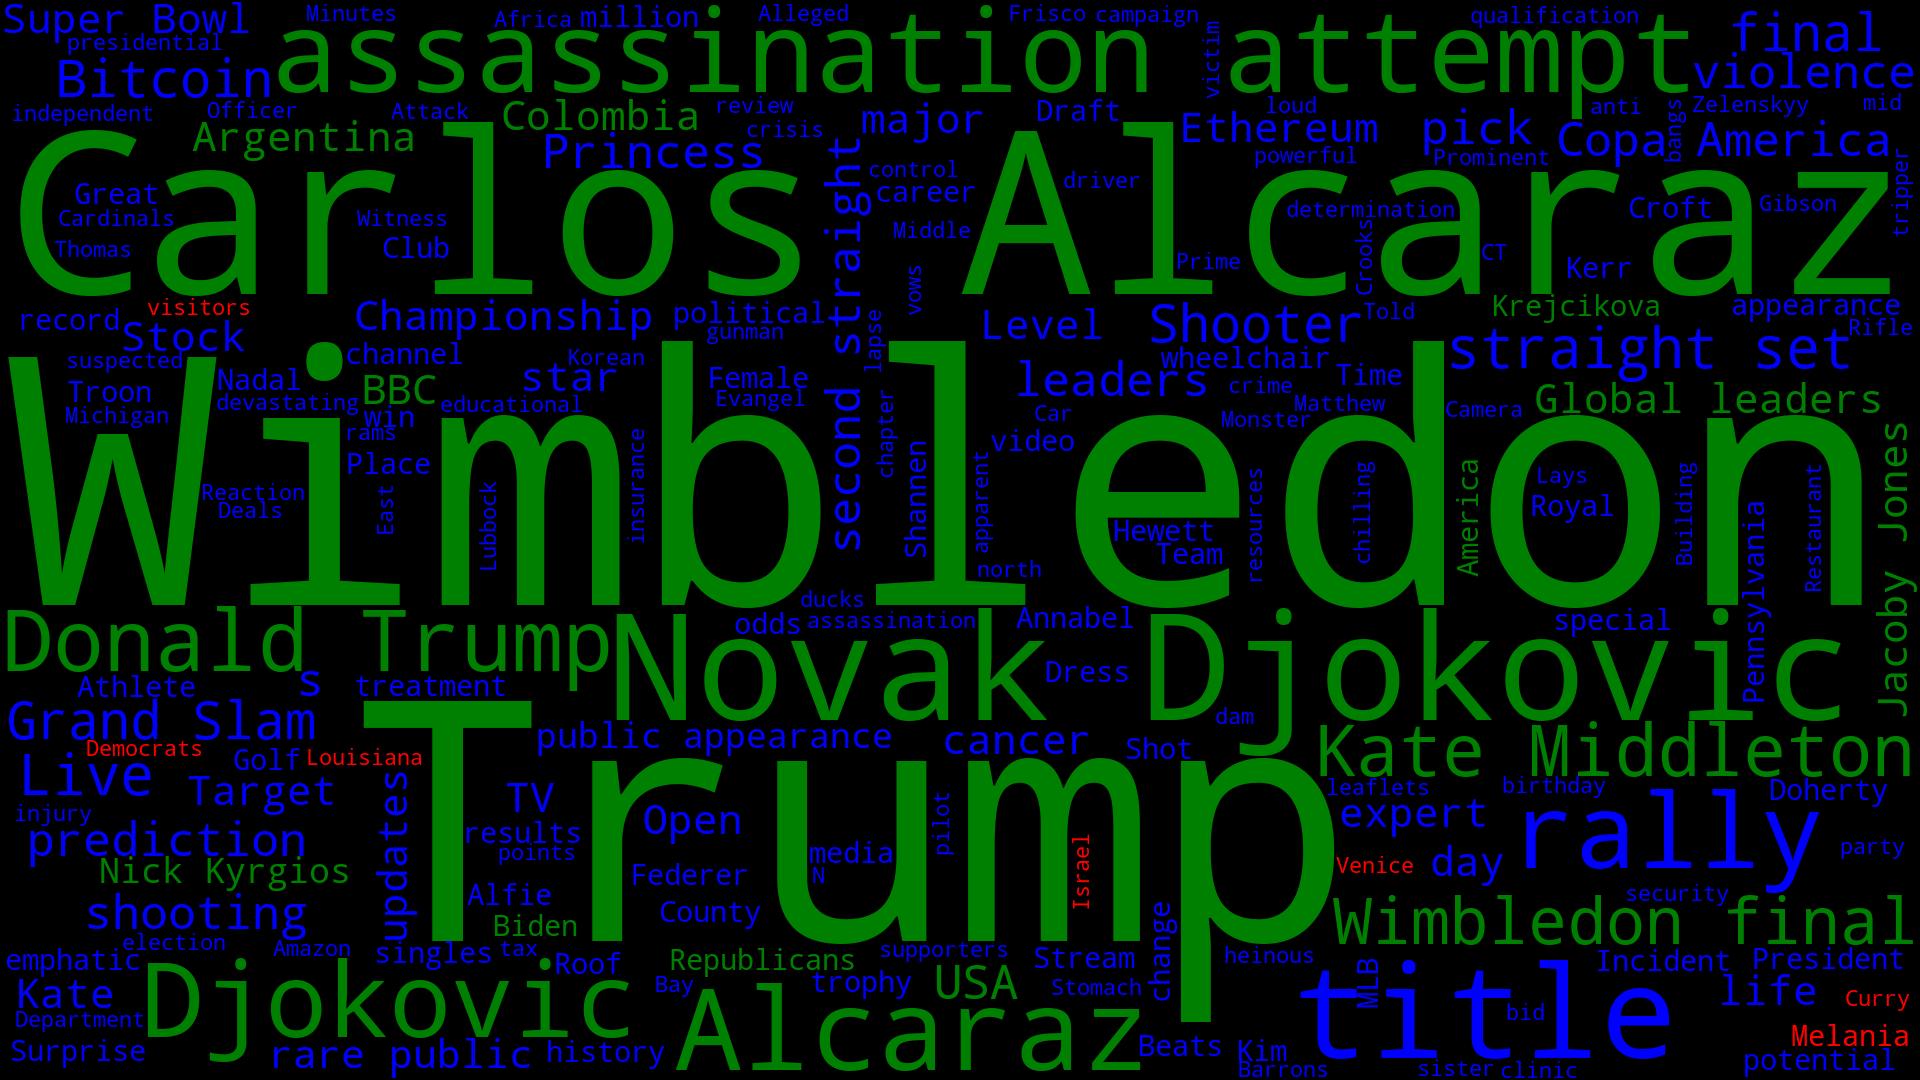 Super Bowl Minutes assassination Africa million Alleged Frisco campaign attempt qualification final
presidential Bitcoin victim violence
independent Officer Attack Colombia review major Draft loud anti bangs Zelenskyy mid
Argentina crisis Ethereum pick Copa America
Princess second straight control powerful Prominent
Carlos Alcaraz
Great career driver determination Croft Gibson tripper
Cardinals Witness Middle
Thomas Club Prime Crooks CT Kerr
visitors vows Krejcikova appearance
record Championship political Level Shooter Told Rifle
Stock gunman lapse
suspected channel Korean wheelchair straight set
Troon Nadal BBC star Female leaders crime Time
Michigan devastating win educational Evangel Car Monster Matthew Camera Global leaders
rams chapter video
Wimbledon
Place Shannen apparent America Lays Jacoby Jones
Reaction East Lubbock insurance resources chilling Royal Building Restaurant
Deals Hewett Pennsylvania
Team
north
ducks
Donald Trump Novak Djokovic
odds assassination Annabel special
Athlete s treatment Dress
Grand Slam dam
Democrats Golf Louisiana public appearance cancer Shot Kate Middleton
Live Target Trump
updates TV leaflets birthday Doherty
injury results Open pilot expert rally
prediction points media Israel party
Nick Kyrgios Federer N Venice day
Alfie security
shooting Biden County change Wimbledon final
election Amazon singles tax Roof Republicans supporters Stream heinous MLB Incident President
emphatic Djokovic Bay trophy USA Stomach title life Curry
Kate Alcaraz
Department bid
Surprise rare public history Beats Kim Melania
Barrons sister clinic potential